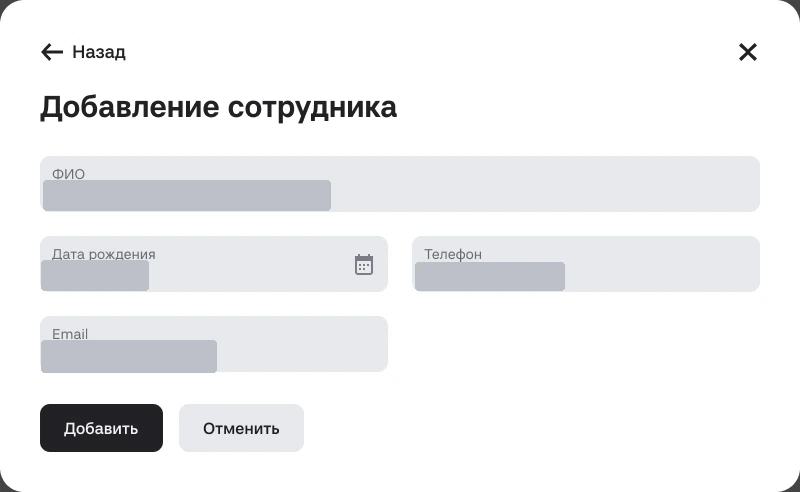 Назад
Добавление сотрудника
ФИО
Дата рождения
Телефон
Email
Добавить
Отменить